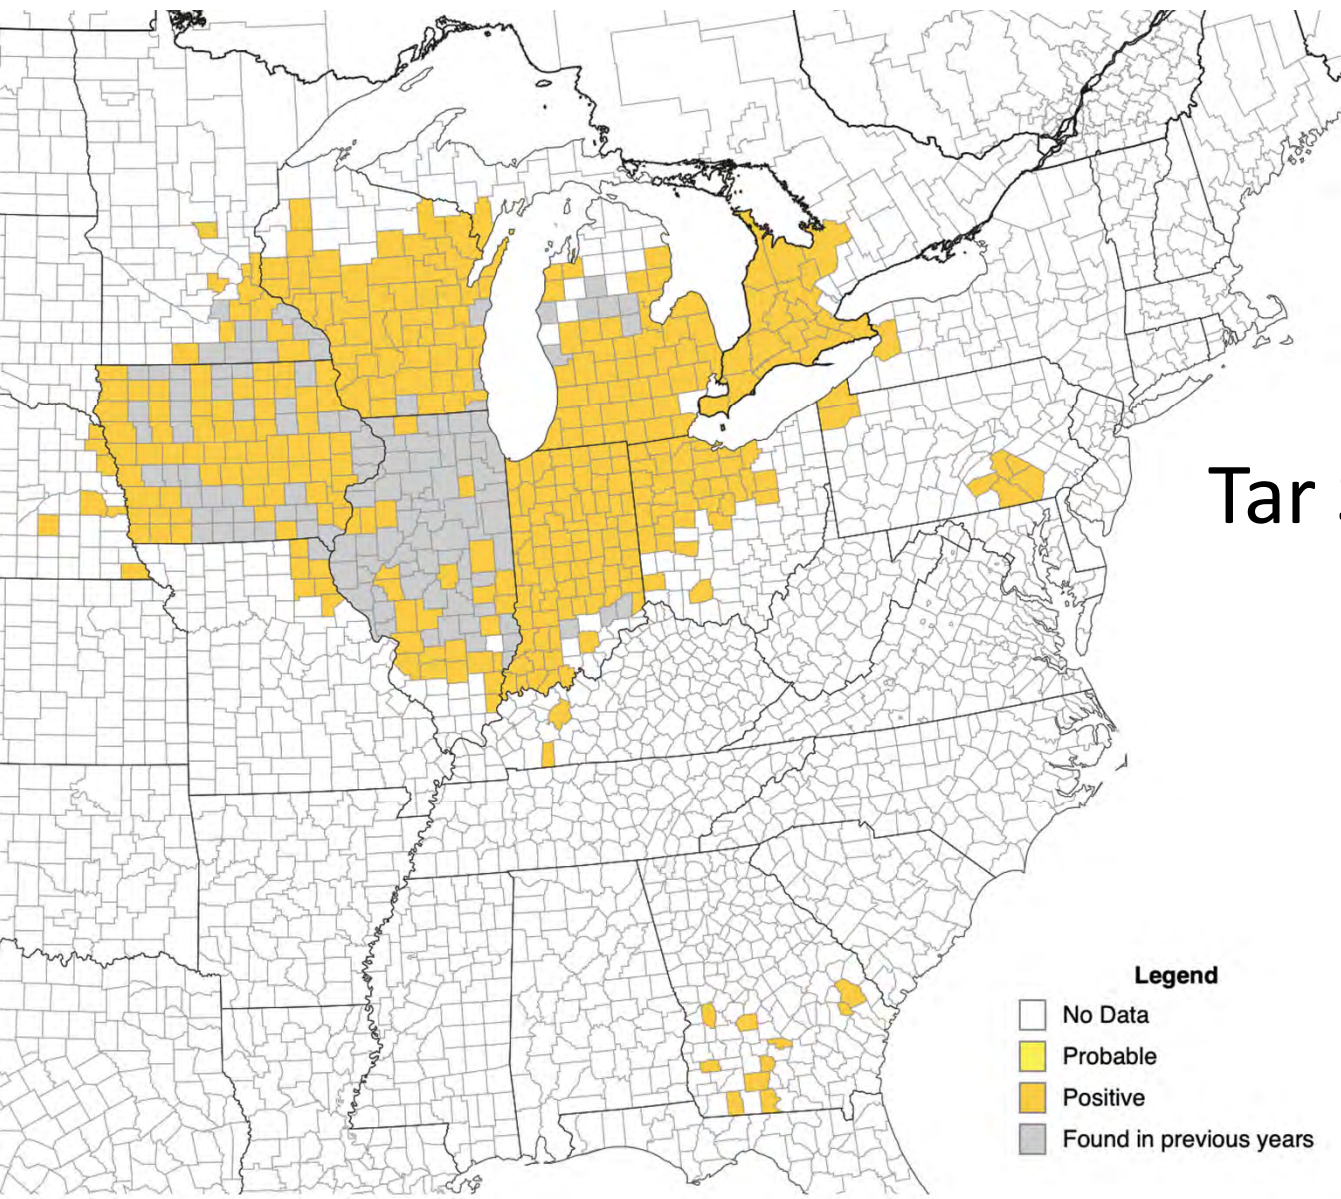 Tar
Legend
No Data
Probable
Positive
Found in previous years